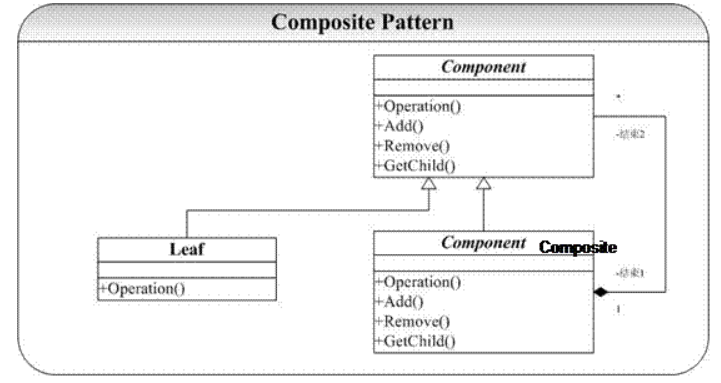 Composite Pattern
Component
+Operation()
+Add()
+Remove()
+GetChild()
*
-结束2
Leaf
+Operation()
Component Composite
+Operation()
+Add()
+Remove()
+GetChild()
-结束1
1